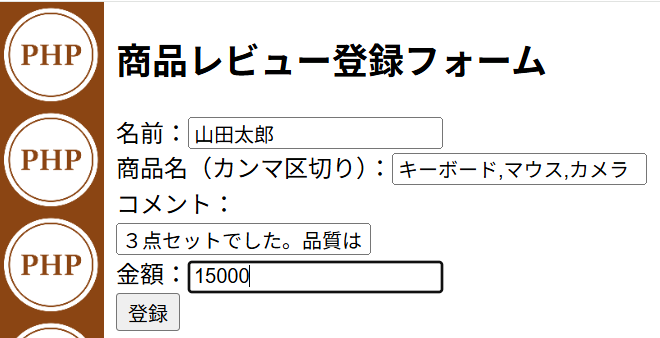 PHP
PHP
PHP
商品レビュー登録フォーム
名前：山田太郎
商品名（カンマ区切り）：キーボード,マウス,カメラ
コメント：
３点セットでした。品質は
金額：15000
登録